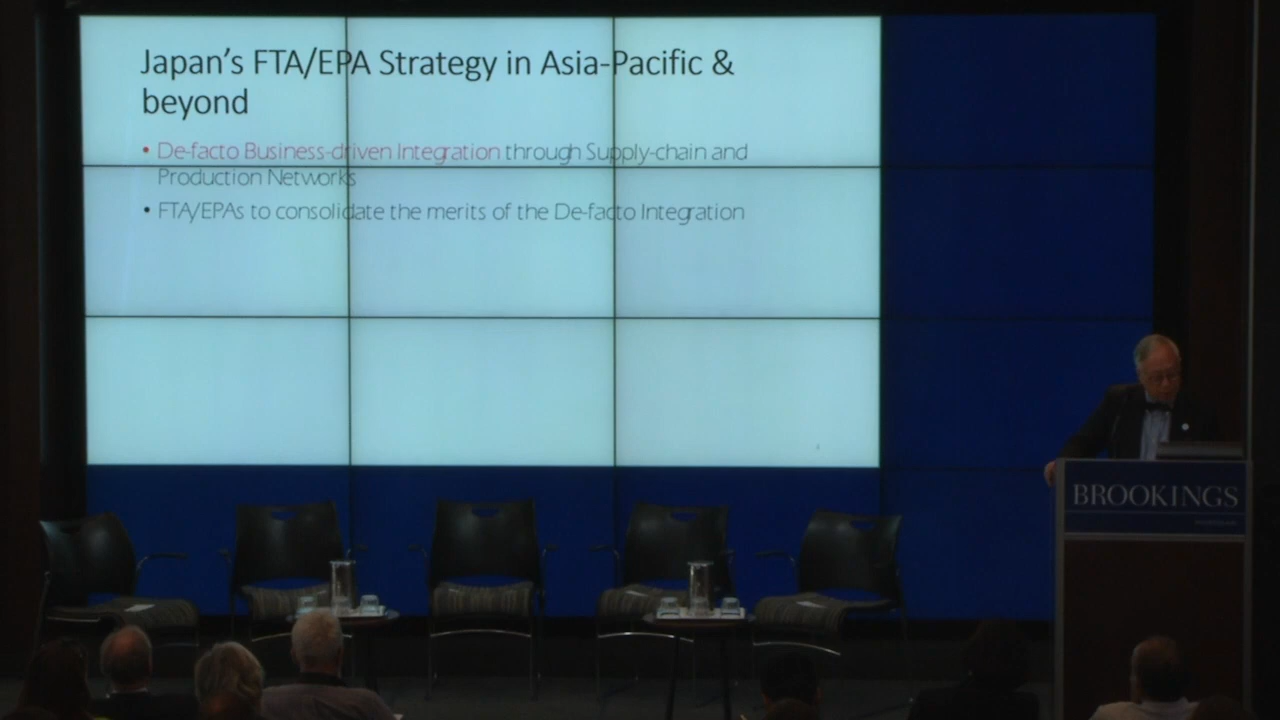 Japan's FTA/EPA Strategy in Asia-Pacific &
beyond
• De-facto Business-driven Integration through Supply-chain and
Production Networks
• FTA/EPAs to consolidate the merits of the De-facto Integration
BROOKINGS